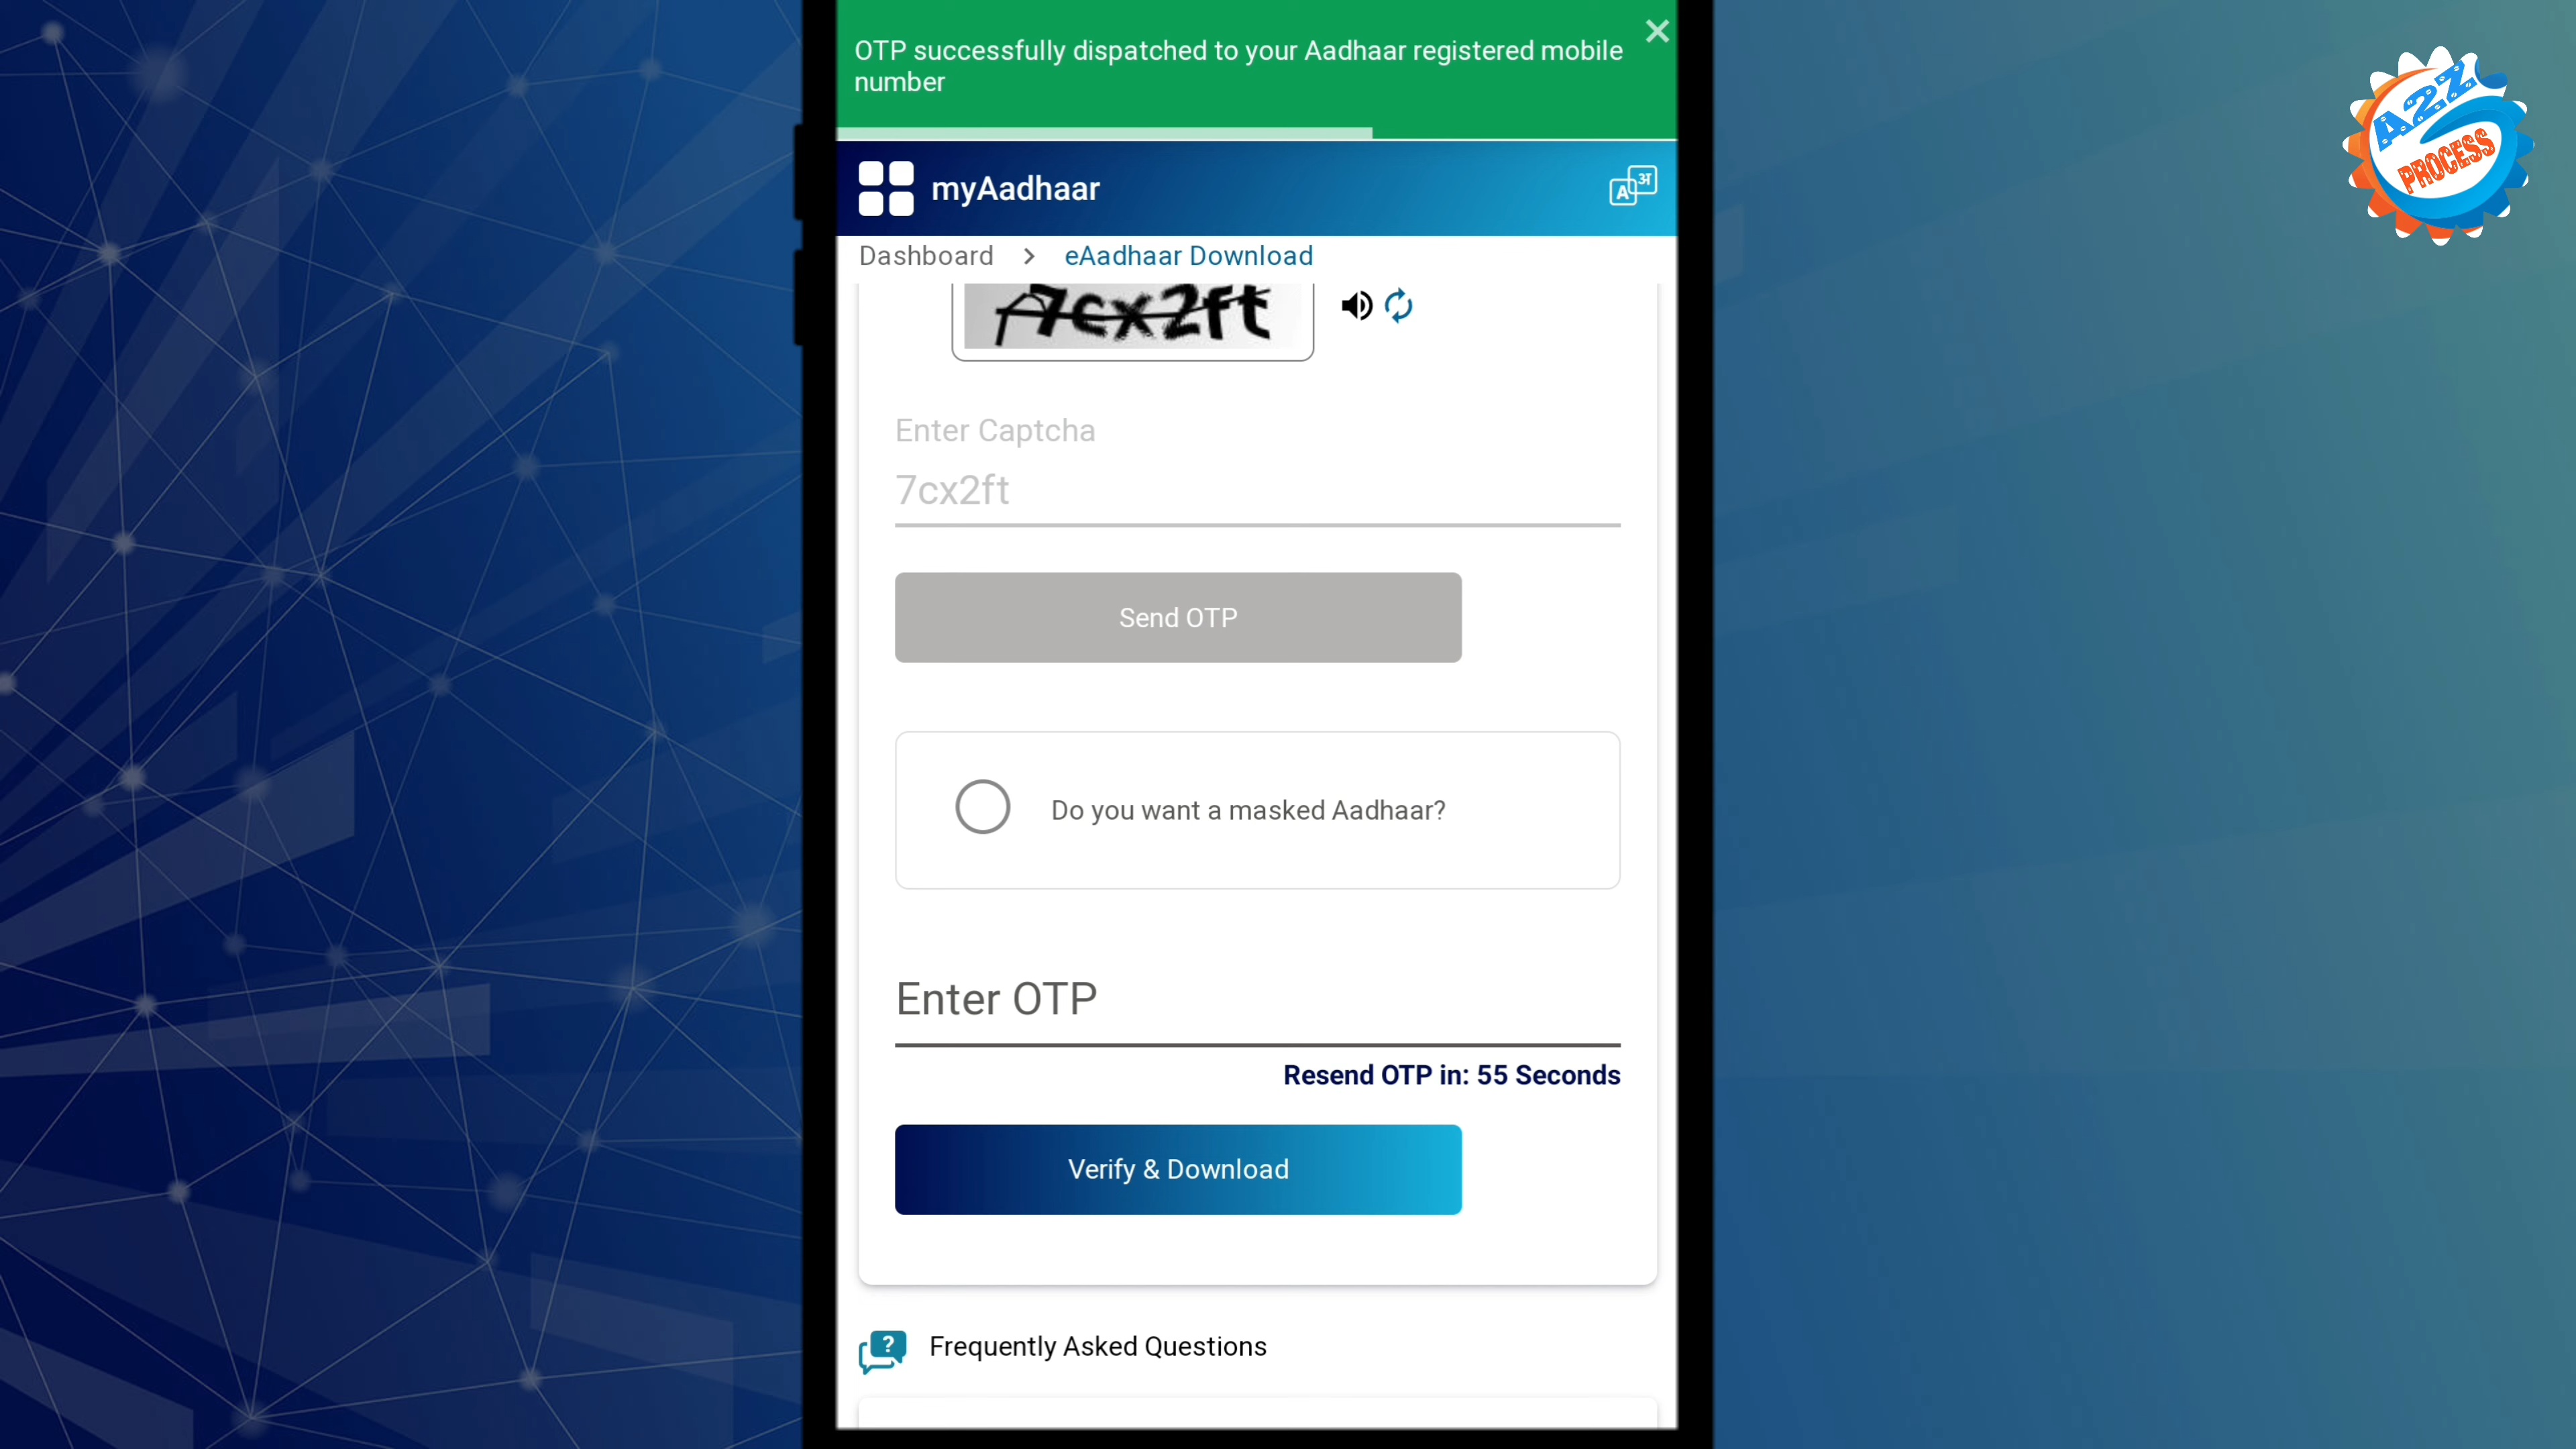 OTP successfully dispatched to your Aadhaar registered mobile
number
A2Z
PROCESS
myAadhaar
A अ
Dashboard > eAadhaar Download
7cx2ft
Enter Captcha
7cx2ft
Send OTP
Do you want a masked Aadhaar?
Enter OTP
Resend OTP in: 55 Seconds
Verify & Download
Frequently Asked Questions